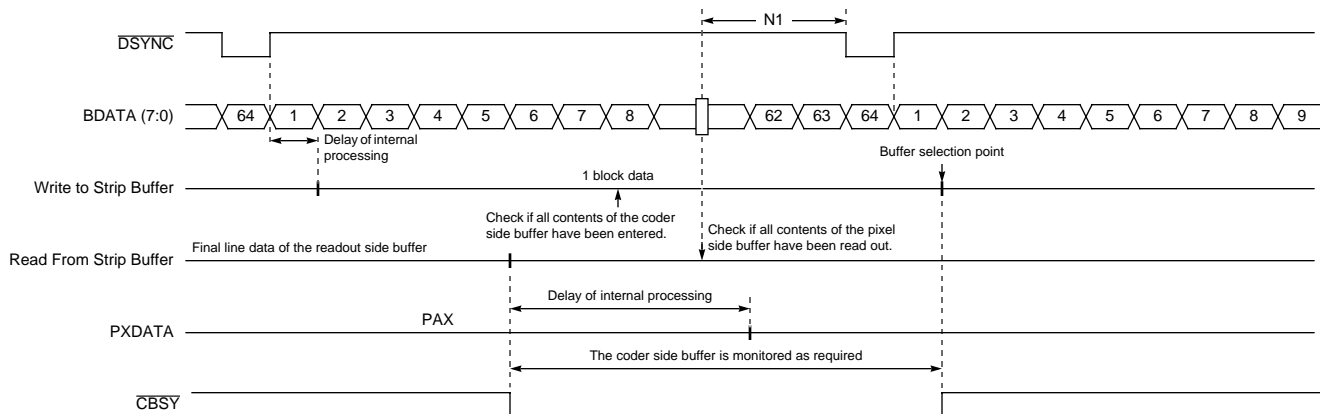 N1
DSYNC
BDATA (7:0)
64 1 2 3 4 5 6 7 8 62 63 64 1 2 3 4 5 6 7 8 9
Delay of internal
processing
Buffer selection point
Write to Strip Buffer
1 block data
Check if all contents of the coder
side buffer have been entered.
Check if all contents of the pixel
side buffer have been read out.
Final line data of the readout side buffer
Read From Strip Buffer
Delay of internal processing
PAX
PXDATA
The coder side buffer is monitored as required
CBSY